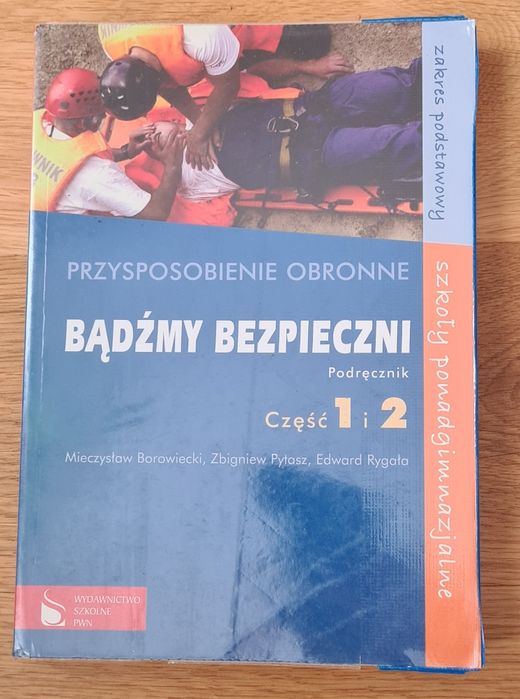 PRZYSPOSOBIENIE OBRONNE
BĄDŹMY BEZPIECZNI
Podręcznik
Część 1 i 2
Mieczysław Borowiecki, Zbigniew Pytasz, Edward Rygała
WYDAWNICTWO
SZKOLNE
PWN
zakres podstawowy
szkoły ponadgimnazjalne